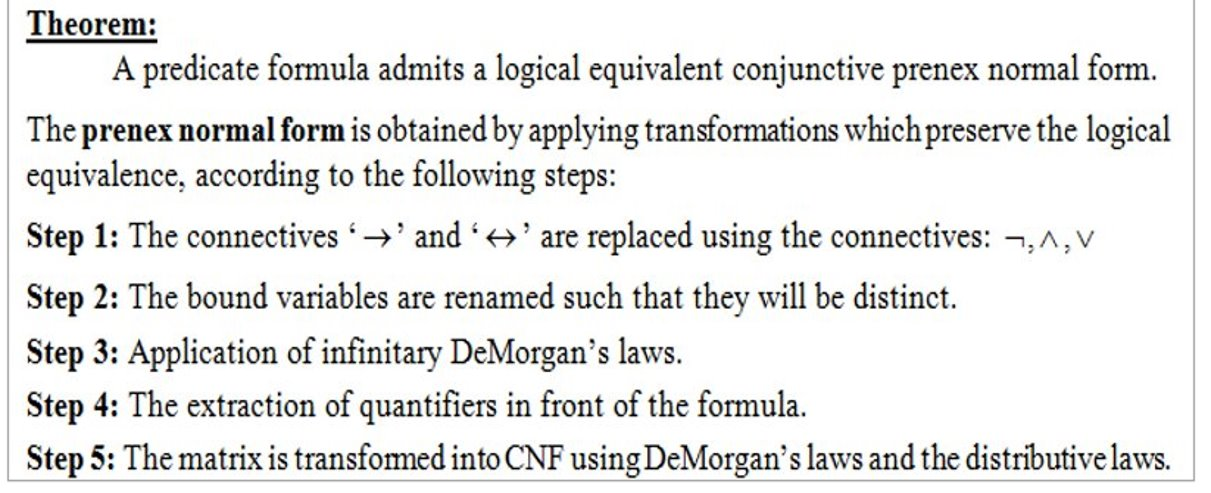 Theorem:
A predicate formula admits a logical equivalent conjunctive prenex normal form.
The prenex normal form is obtained by applying transformations which preserve the logical
equivalence, according to the following steps:
Step 1: The connectives ‘→’ and ‘↔’ are replaced using the connectives: ¬,∧,∨
Step 2: The bound variables are renamed such that they will be distinct.
Step 3: Application of infinitary DeMorgan’s laws.
Step 4: The extraction of quantifiers in front of the formula.
Step 5: The matrix is transformed into CNF using DeMorgan’s laws and the distributive laws.